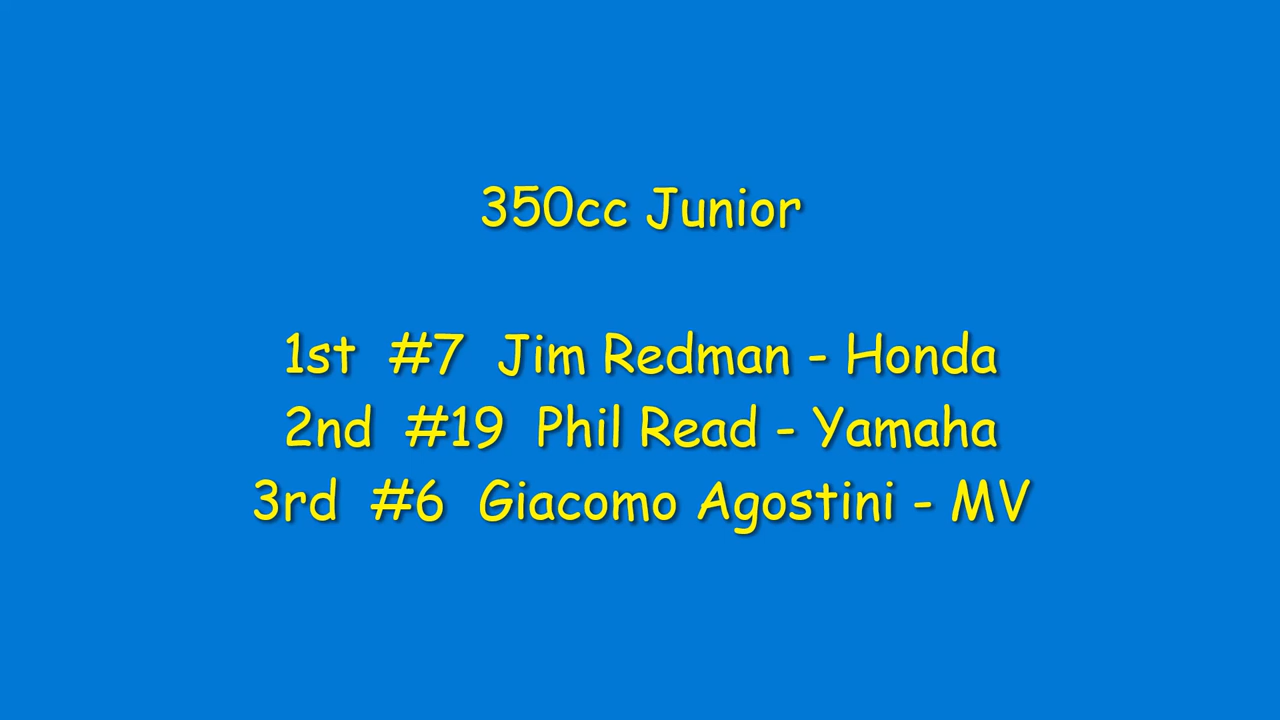 350cc Junior
1st #7 Jim Redman - Honda
2nd #19 Phil Read - Yamaha
3rd #6 Giacomo Agostini - MV